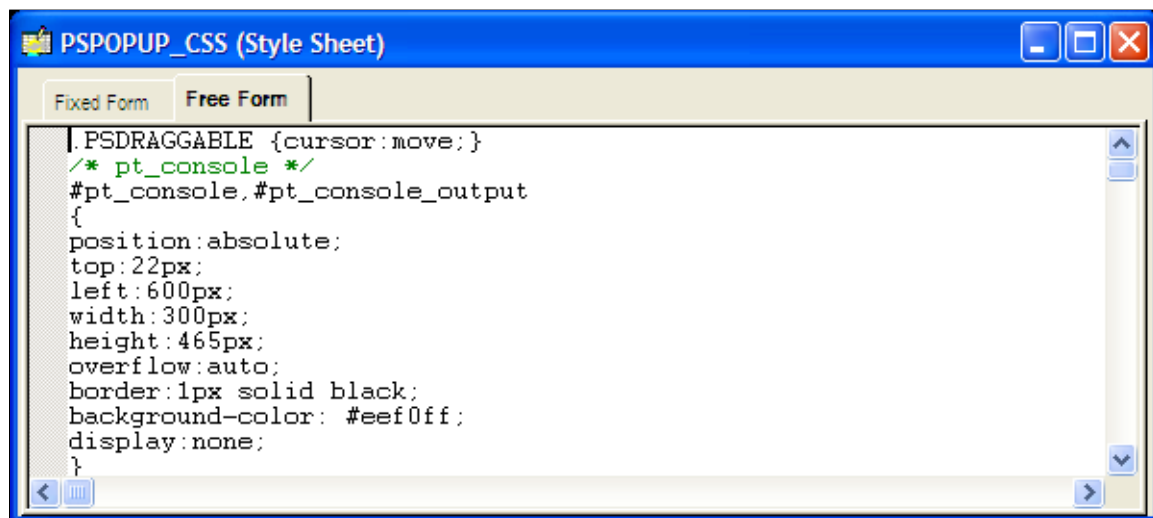 PSPOPUP_CSS (Style Sheet)
Fixed Form Free Form
.PSDRAGGABLE {cursor:move;}
/* pt_console */
#pt_console,#pt_console_output
{
position:absolute;
top:22px;
left:600px;
width:300px;
height:465px;
overflow:auto;
border:1px solid black;
background-color: #eef0ff;
display:none;
}